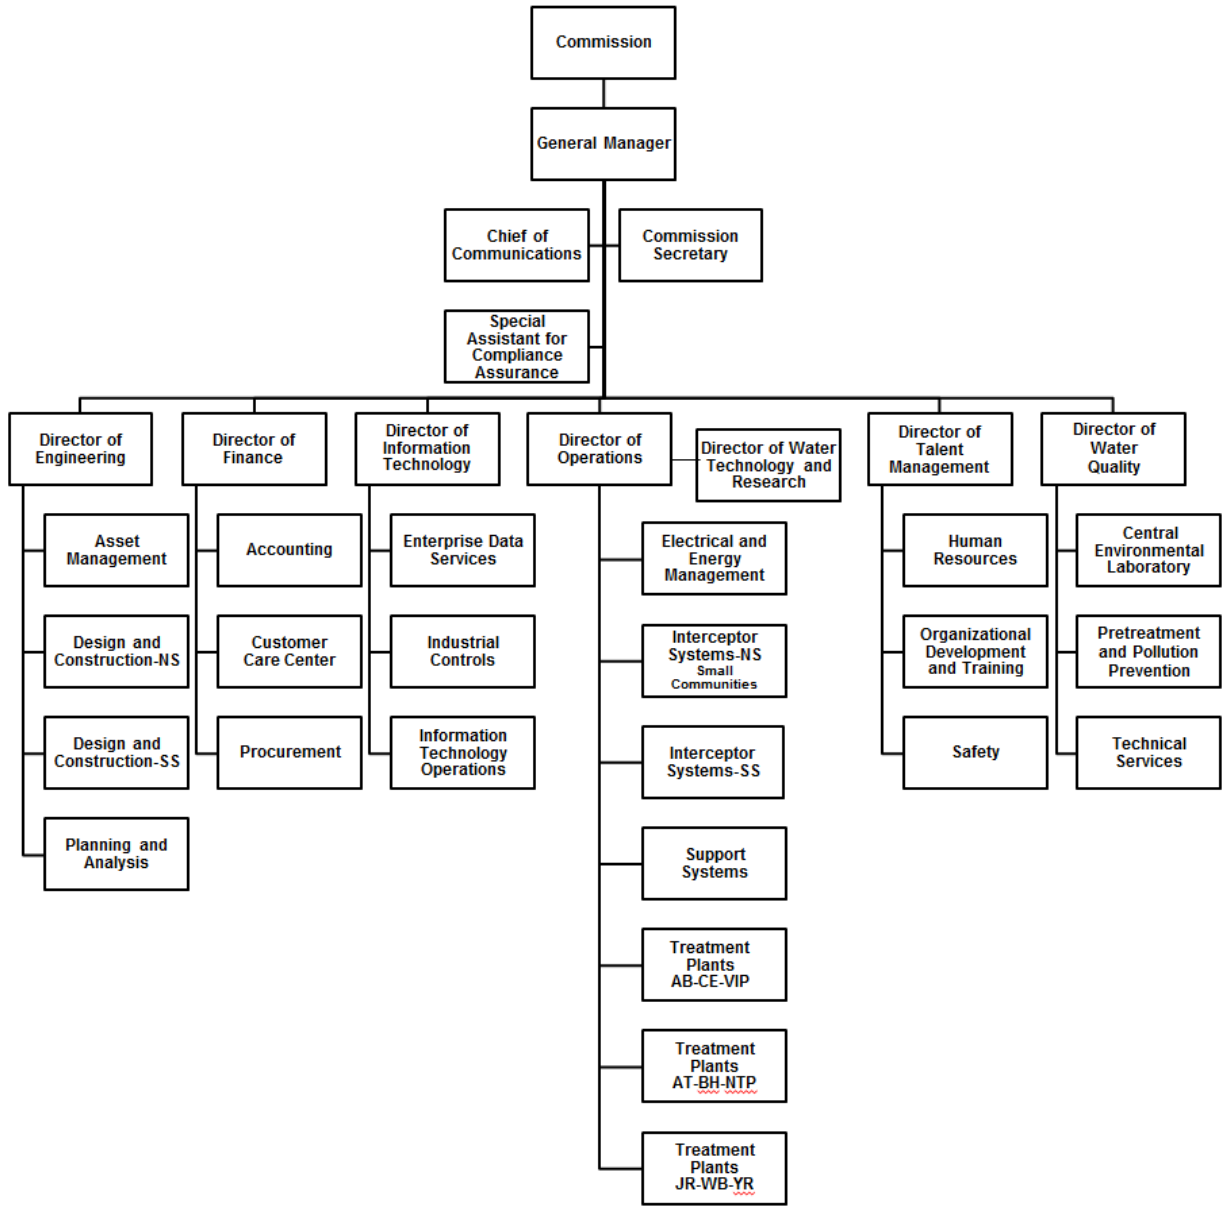 Commission
General Manager
Chief of
Communications
Commission
Secretary
Special
Assistant for
Compliance
Assurance
Director of
Engineering
Director of
Finance
Director of
Information
Technology
Director of
Operations
Director of Water
Technology and
Research
Director of
Talent
Management
Director of
Water
Quality
Asset
Management
Design and
Construction-NS
Design and
Construction-SS
Planning and
Analysis
Accounting
Customer
Care Center
Procurement
Enterprise Data
Services
Industrial
Controls
Information
Technology
Operations
Electrical and
Energy
Management
Interceptor
Systems-NS
Small
Communities
Interceptor
Systems-SS
Support
Systems
Treatment
Plants
AB-CE-VIP
Treatment
Plants
AT-BH-NTP
Treatment
Plants
JR-WB-YR
Human
Resources
Organizational
Development
and Training
Safety
Central
Environmental
Laboratory
Pretreatment
and Pollution
Prevention
Technical
Services